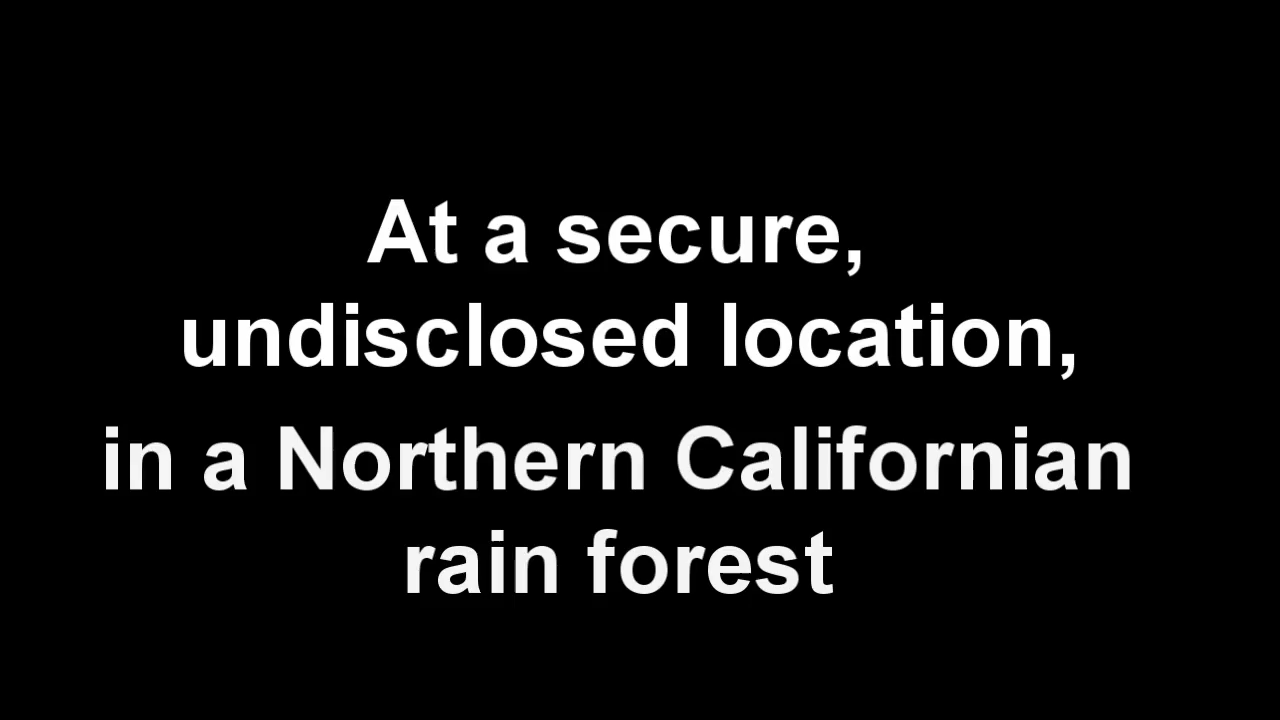 At a secure,
undisclosed location,
in a Northern Californian
rain forest